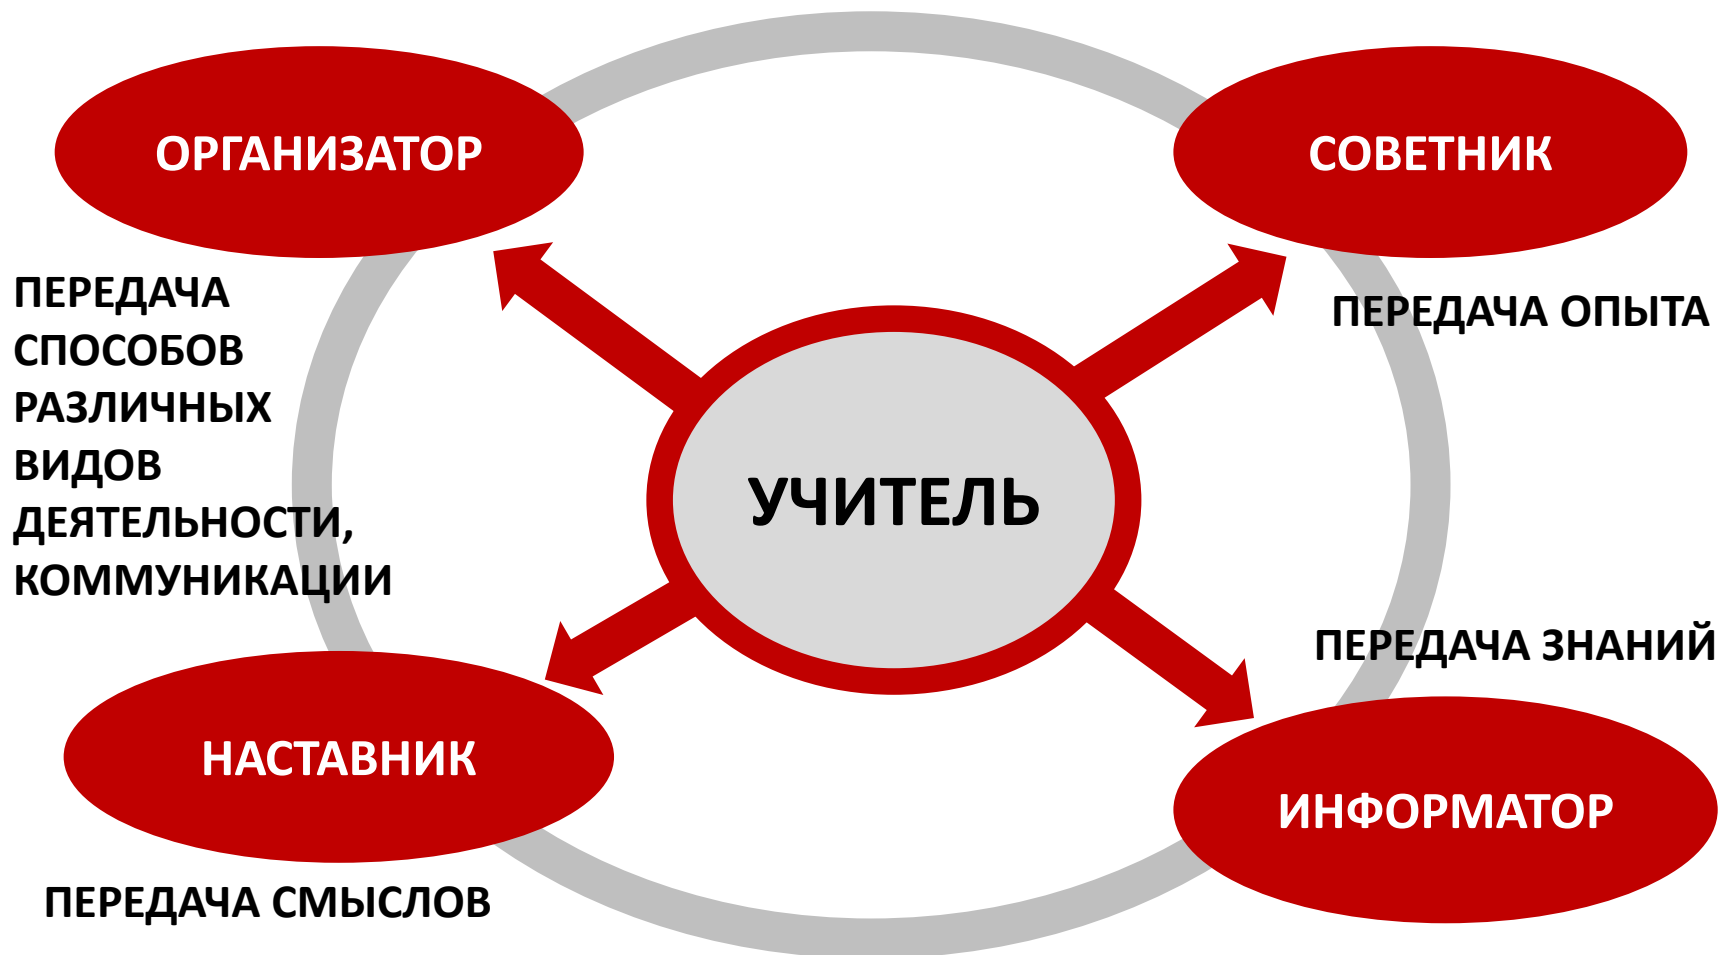 ОРГАНИЗАТОР
СОВЕТНИК
ПЕРЕДАЧА
СПОСОБОВ
РАЗЛИЧНЫХ
ВИДОВ
ДЕЯТЕЛЬНОСТИ,
КОММУНИКАЦИИ
ПЕРЕДАЧА ОПЫТА
УЧИТЕЛЬ
ПЕРЕДАЧА ЗНАНИЙ
НАСТАВНИК
ИНФОРМАТОР
ПЕРЕДАЧА СМЫСЛОВ